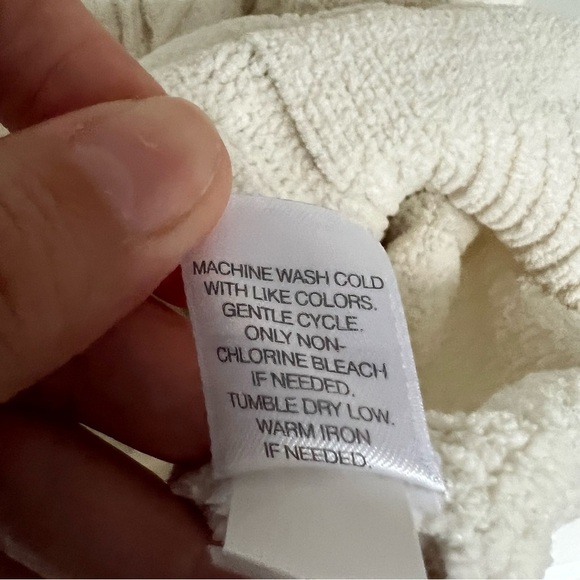 MACHINE WASH COLD
WITH LIKE COLORS.
GENTLE CYCLE.
ONLY NON-
CHLORINE BLEACH
IF NEEDED.
TUMBLE DRY LOW.
WARM IRON
IF NEEDED.